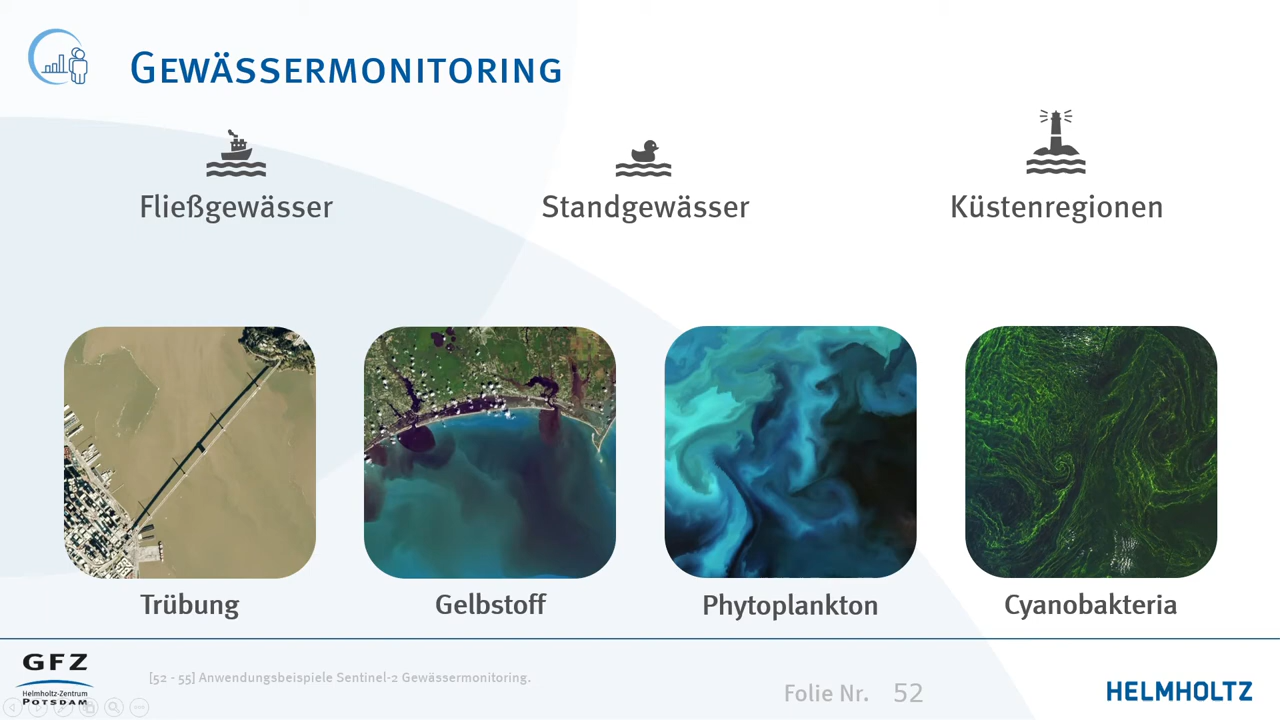 Gewässermonitoring
Fließgewässer
Standgewässer
Küstenregionen
Trübung
Gelbstoff
Phytoplankton
Cyanobakteria
GFZ
Helmholtz-Zentrum
POTSDAM
[52 - 55] Anwendungsbeispiele Sentinel-2 Gewässermonitoring.
Folie Nr. 52
HELMHOLTZ